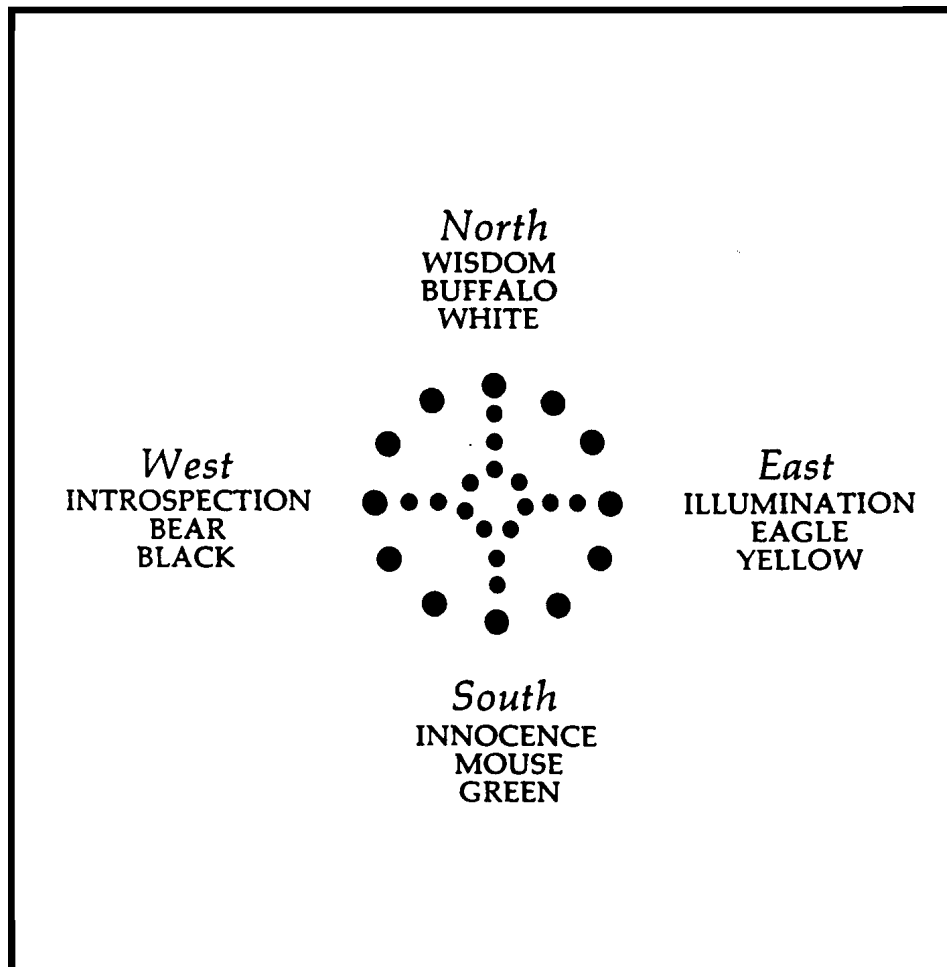 North
WISDOM
BUFFALO
WHITE
West
INTROSPECTION
BEAR
BLACK
East
ILLUMINATION
EAGLE
YELLOW
South
INNOCENCE
MOUSE
GREEN